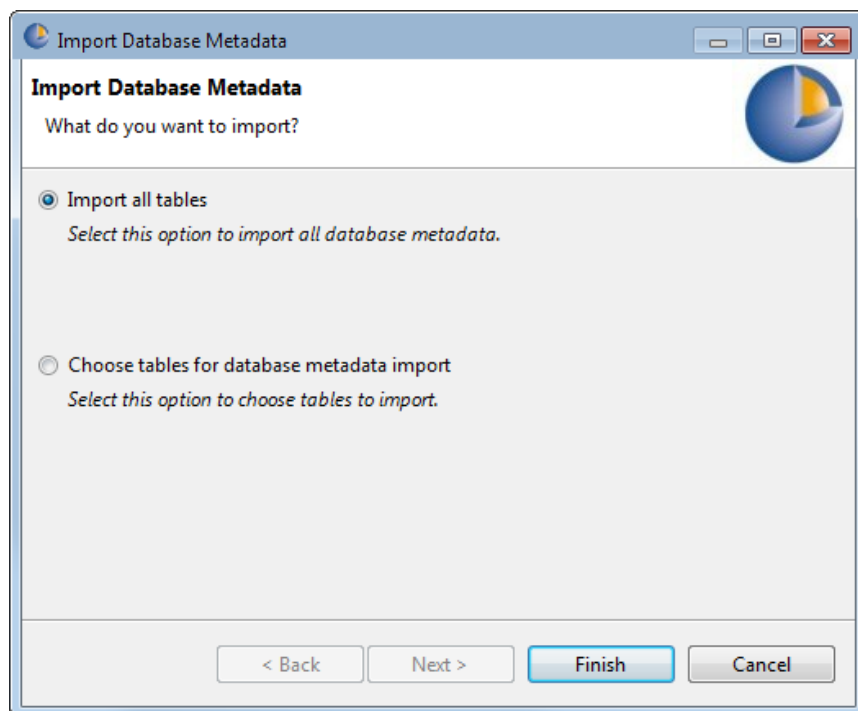 Import Database Metadata
Import Database Metadata
What do you want to import?
Import all tables
Select this option to import all database metadata.
Choose tables for database metadata import
Select this option to choose tables to import.
< Back Next > Finish Cancel